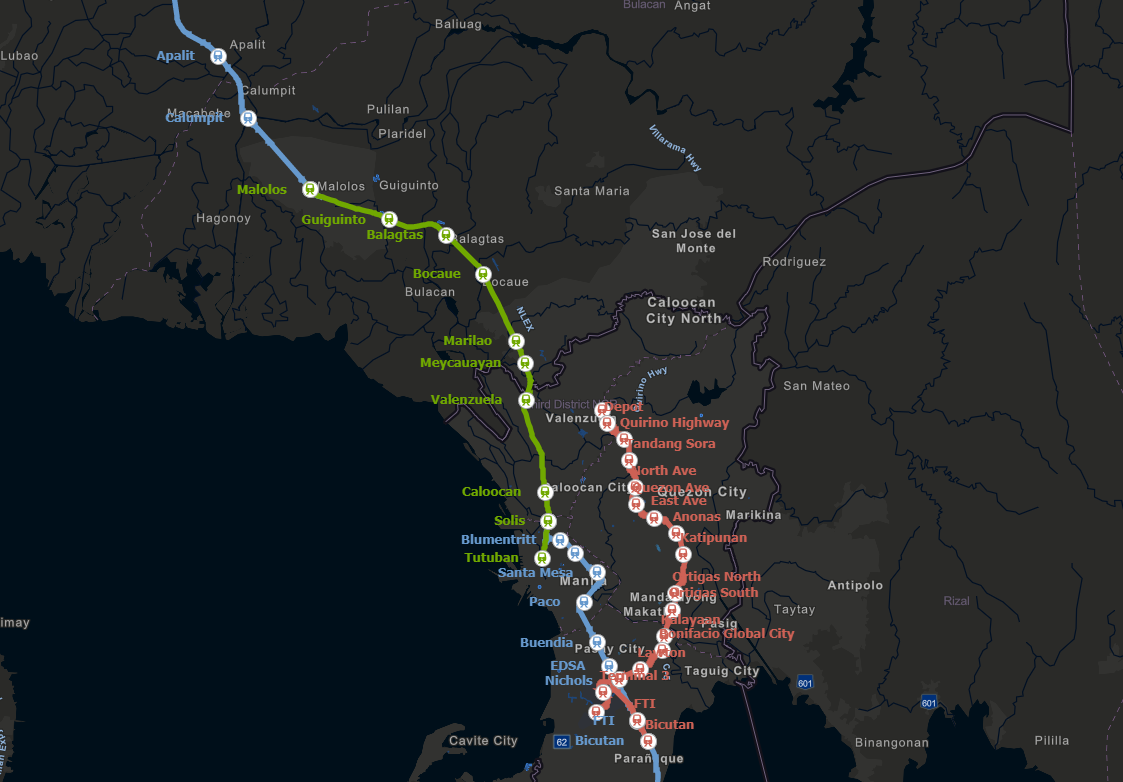 Bulacan
Angat
Baliuag
Lubao
Apalit
Apalit
Calumpit
Macabebe
Calumpit
Pulilan
Plaridel
Villarama Hwy
Malolos
Malolos
Guiguinto
Santa Maria
Hagonoy
Guiguinto
Balagtas
Balagtas
San Jose del
Monte
Rodriguez
Bocaue
Bocaue
Bulacan
Caloocan
City North
NLEX
Marilao
Meycauayan
Quirino Hwy
San Mateo
Valenzuela
Third District
Depot
Valenzu
Quirino Highway
Tandang Sora
North Ave
Caloocan
Caloocan City
Quezon Ave
Quezon City
East Ave
Solis
Anonas
Marikina
Blumentritt
Katipunan
Tutuban
Santa Mesa
Manila
Ortigas North
Ortigas South
Antipolo
Paco
Mandaluyong
Makati
Rizal
Taytay
imay
Kalayaan
Pasig
Bonifacio Global City
Buendia
Pasay City
Lawton
EDSA
Nichols
Terminal
C-5
Taguig City
601
601
FTI
FTI
Bicutan
Cavite City
62
Bicutan
Parañaque
Binangonan
Pililla